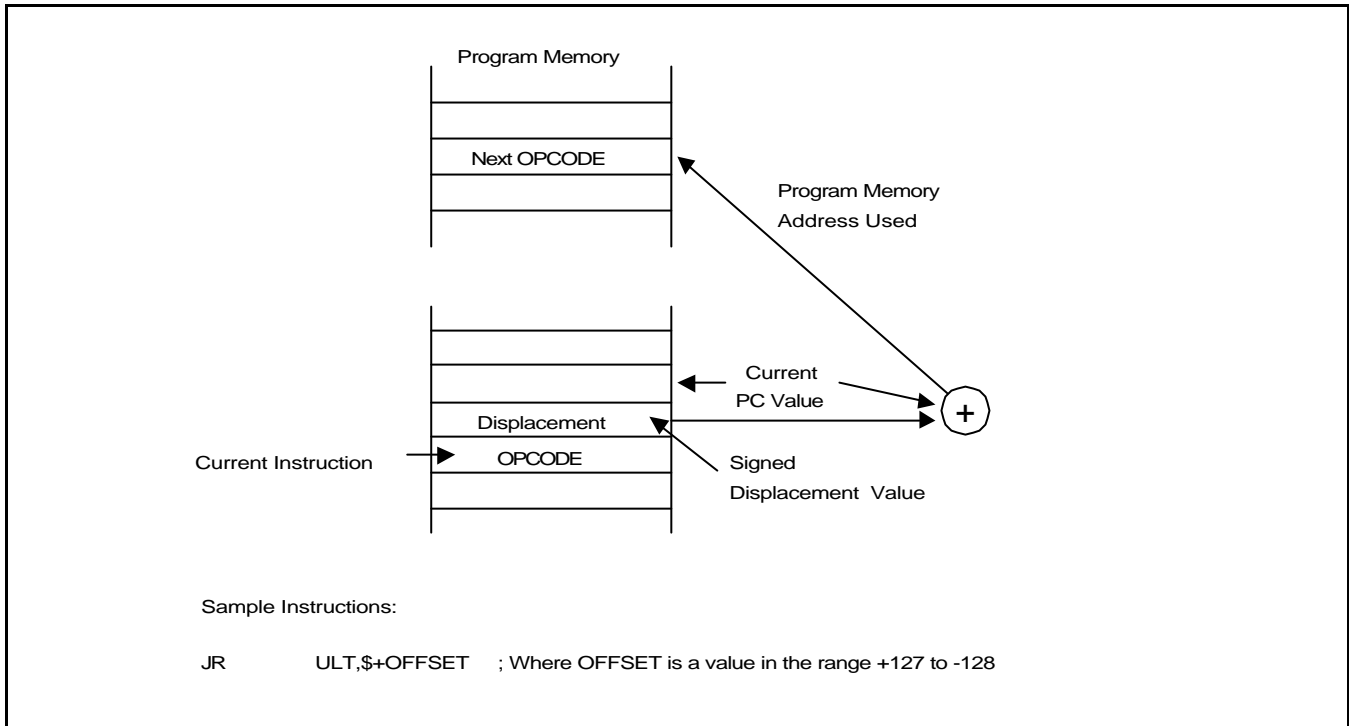 Program Memory
Next OPCODE
Program Memory
Address Used
Current
PC Value
Displacement
+
Current Instruction
OPCODE
Signed
Displacement Value
Sample Instructions:
JR ULT,$+OFFSET ; Where OFFSET is a value in the range +127 to -128